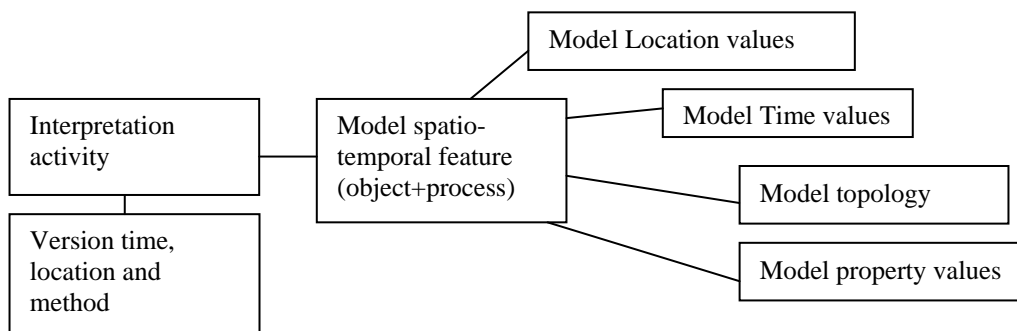 Model Location values
Model Time values
Interpretation
activity
Model spatio-
temporal feature
(object+process)
Model topology
Version time,
location and
method
Model property values